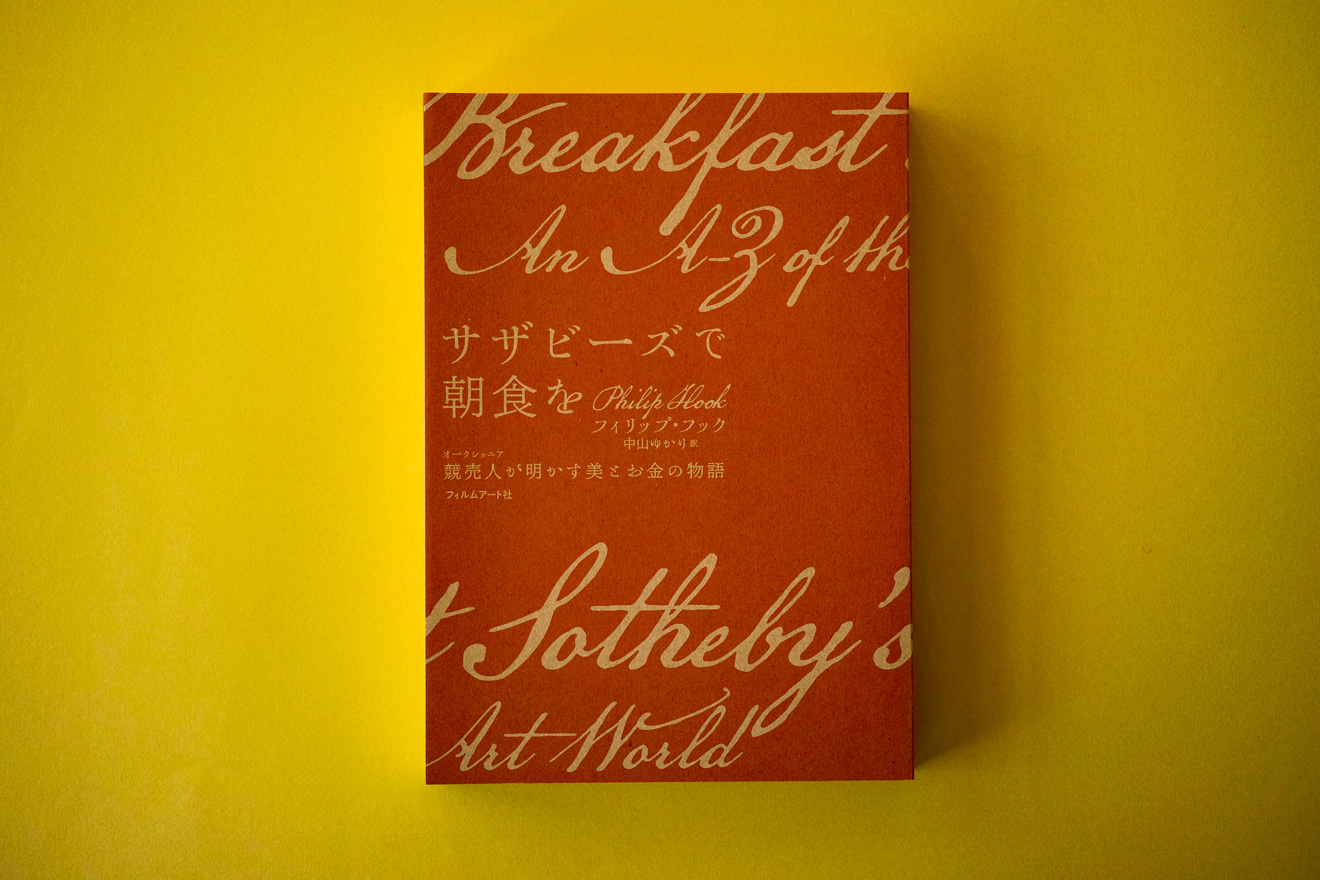 Breakfast
An A-Z of the
サザビーズで
朝食を
Philip Hook
フィリップ・フック
中山ゆかり 訳
オークショニア
競売人が明かす美とお金の物語
フィルムアート社
t Sotheby's
Art World